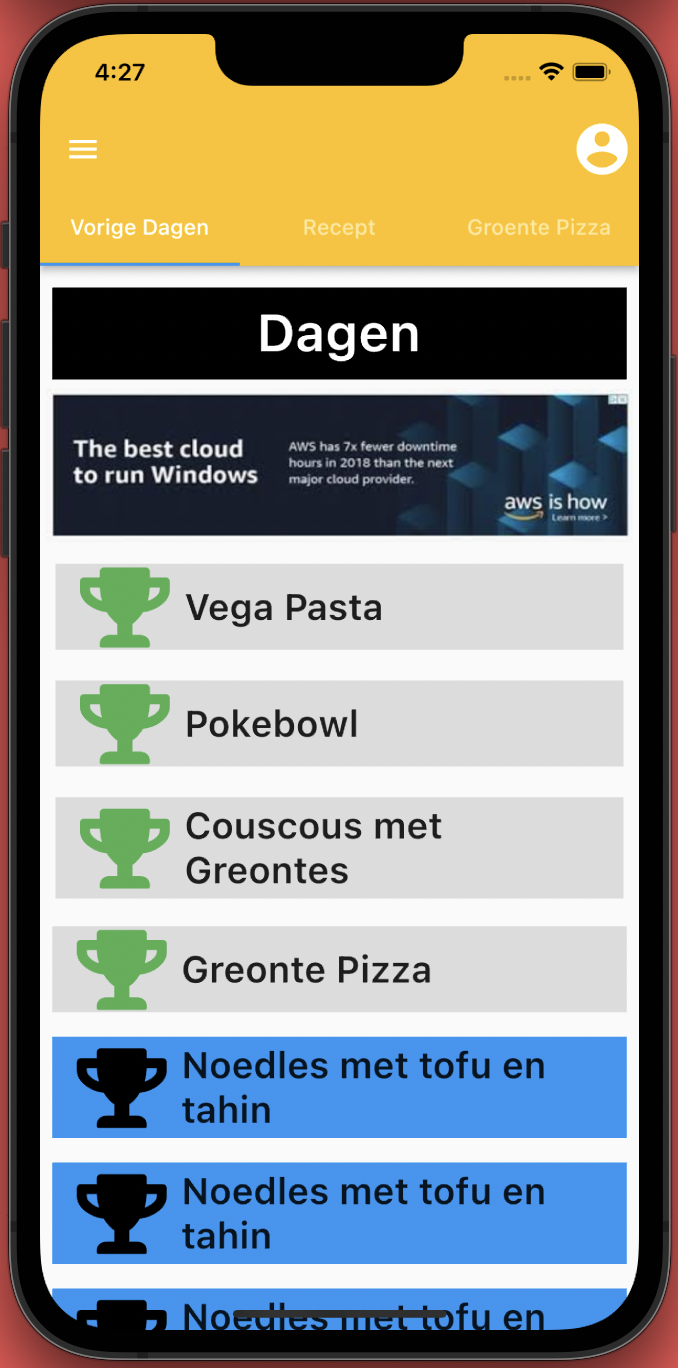 4:27
Vorige Dagen
Recept
Groente Pizza
Dagen
The best cloud
to run Windows
AWS has 7x fewer downtime
hours in 2018 than the next
major cloud provider.
aws is how
Learn more >
Vega Pasta
Pokebowl
Couscous met
Greontes
Greonte Pizza
Noedles met tofu en
tahin
Noedles met tofu en
tahin
Noedles met tofu en